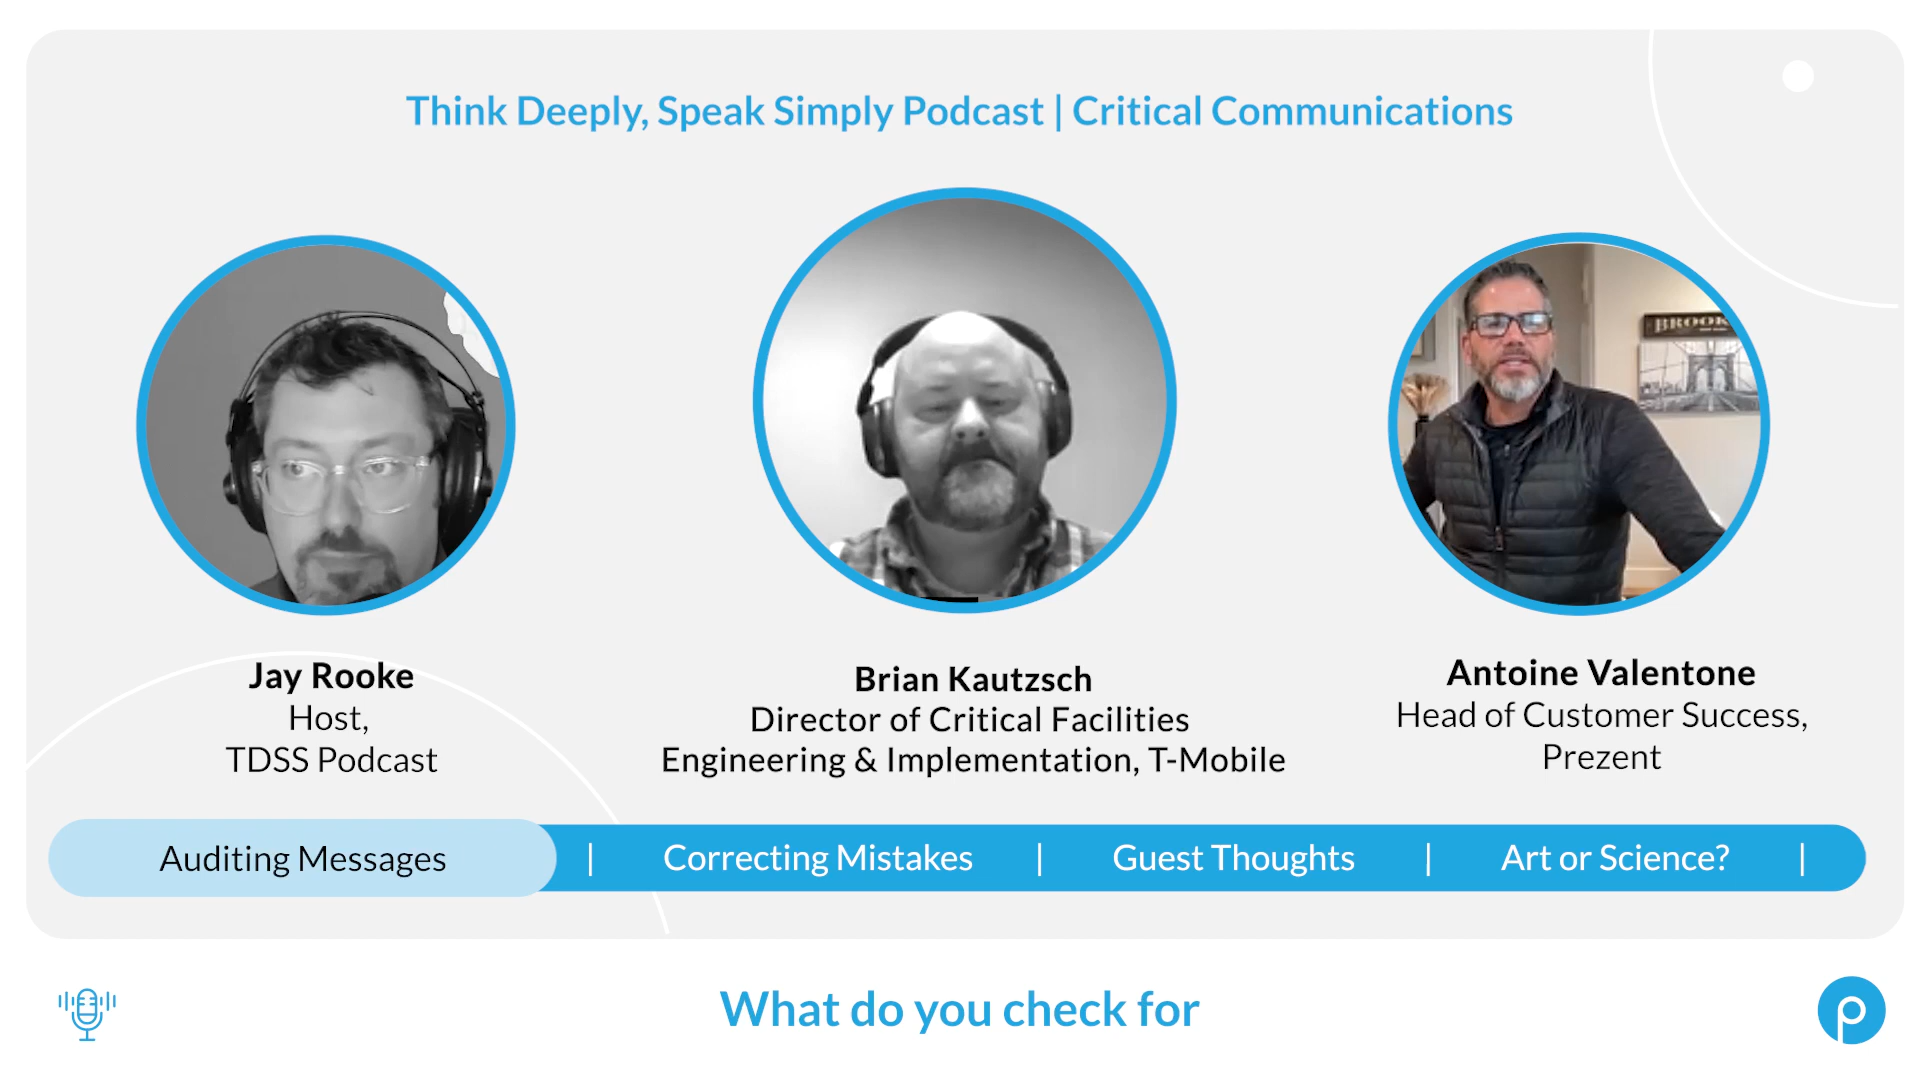 Think Deeply, Speak Simply Podcast | Critical Communications
Jay Rooke
Host,
TDSS Podcast
Brian Kautzsch
Director of Critical Facilities
Engineering & Implementation, T-Mobile
Antoine Valentone
Head of Customer Success,
Prezent
Auditing Messages | Correcting Mistakes | Guest Thoughts | Art or Science? |
What do you check for